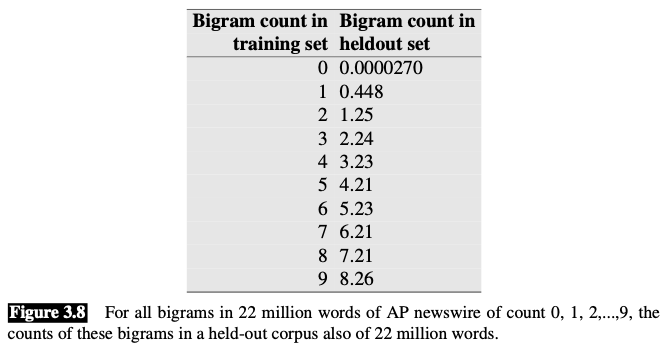 Bigram count in Bigram count in
training set heldout set
0 0.0000270
1 0.448
2 1.25
3 2.24
4 3.23
5 4.21
6 5.23
7 6.21
8 7.21
9 8.26
Figure 3.8 For all bigrams in 22 million words of AP newswire of count 0, 1, 2,...,9, the
counts of these bigrams in a held-out corpus also of 22 million words.